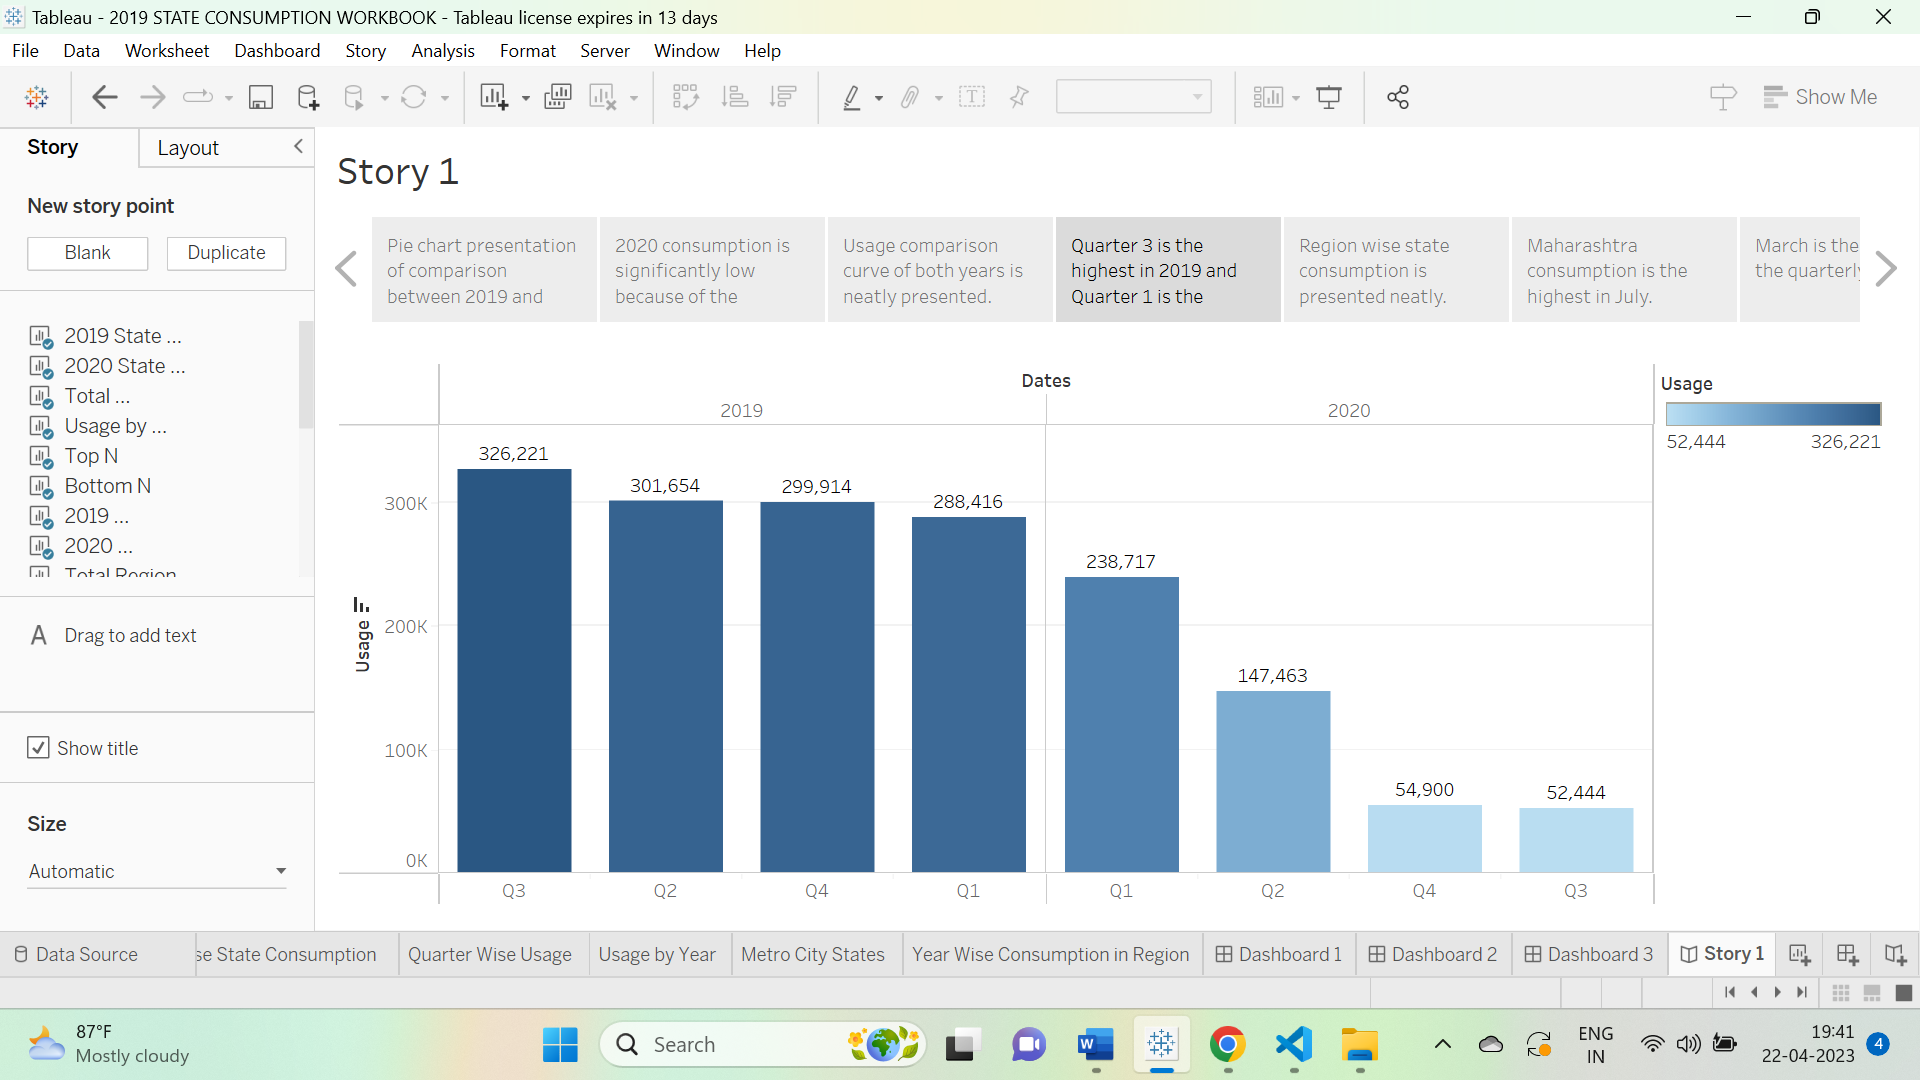 Tableau - 2019 STATE CONSUMPTION WORKBOOK - Tableau license expires in 13 days
File Data Worksheet Dashboard Story Analysis Format Server Window Help
Show Me
Story Layout
New story point
Blank Duplicate
2019 State ...
2020 State ...
Total ...
Usage by ...
Top N
Bottom N
2019 ...
2020 ...
Total Region
A Drag to add text
Show title
Size
Automatic
Story 1
Pie chart presentation
of comparison
between 2019 and
2020 consumption is
significantly low
because of the
Usage comparison
curve of both years is
neatly presented.
Quarter 3 is the
highest in 2019 and
Quarter 1 is the
Region wise state
consumption is
presented neatly.
Maharashtra
consumption is the
highest in July.
March is the
the quarterly
Dates
2019 2020
Usage
52,444 326,221
326,221
301,654
299,914
288,416
238,717
147,463
54,900
52,444
Usage
300K
200K
100K
0K
Q3 Q2 Q4 Q1 Q1 Q2 Q4 Q3
Data Source se State Consumption Quarter Wise Usage Usage by Year Metro City States Year Wise Consumption in Region Dashboard 1 Dashboard 2 Dashboard 3 Story 1
87°F
Mostly cloudy
Search
W
ENG
IN
19:41
22-04-2023
4